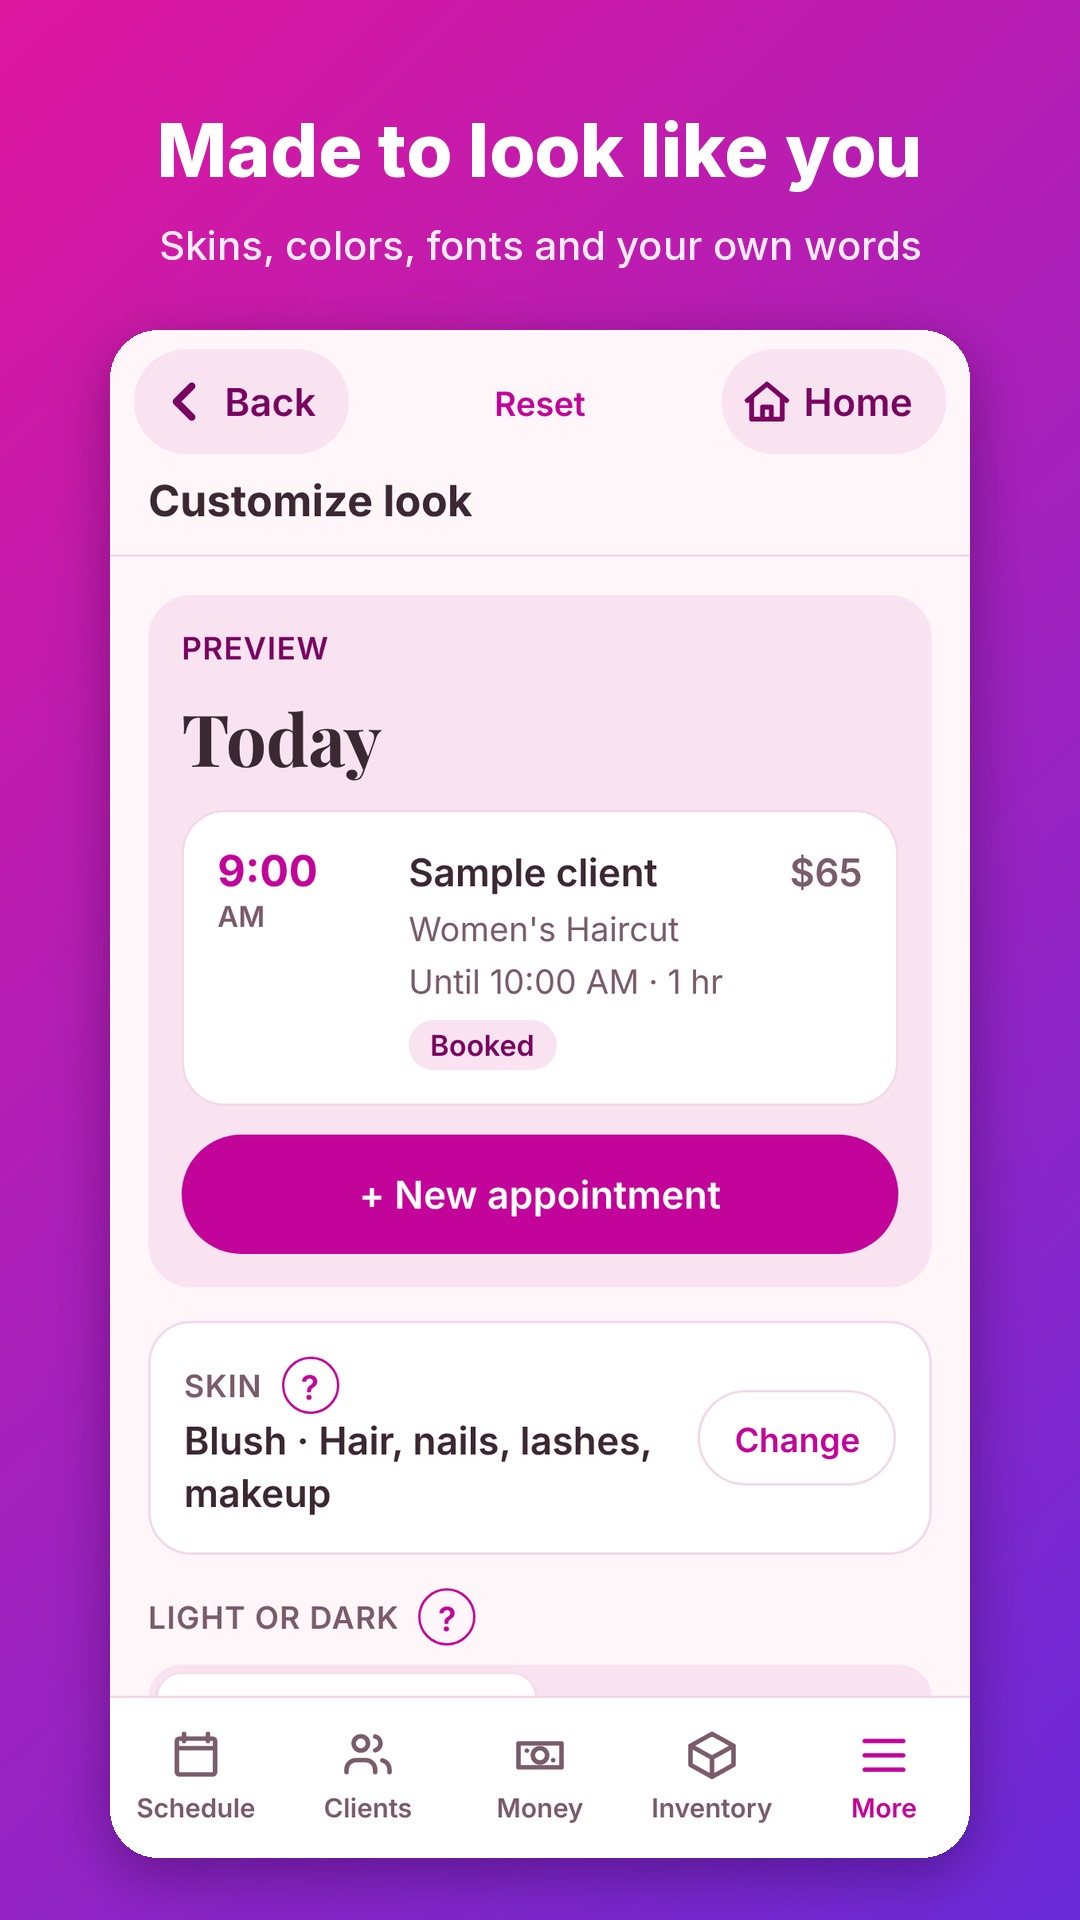 Made to look like you
Skins, colors, fonts and your own words
Back
Reset
Home
Customize look
PREVIEW
Today
9:00
AM
Sample client
$65
Women's Haircut
Until 10:00 AM · 1 hr
Booked
+ New appointment
SKIN ?
Blush · Hair, nails, lashes,
makeup
Change
LIGHT OR DARK ?
Schedule
Clients
Money
Inventory
More